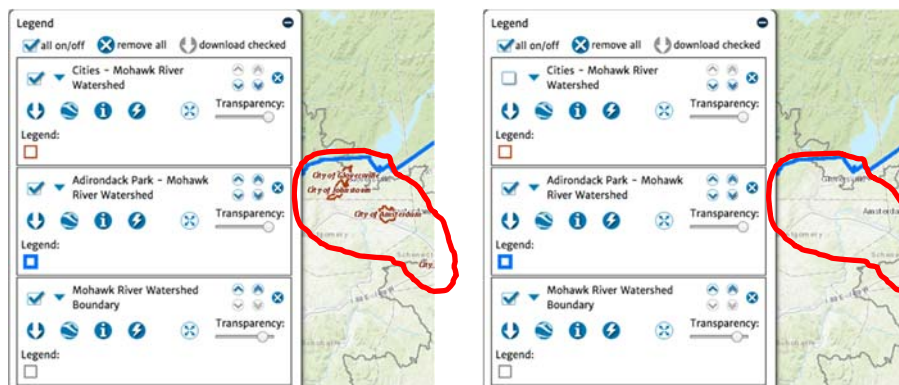 Legend
all on/off remove all download checked
Cities - Mohawk River
Watershed
Transparency:
Legend:
Adirondack Park - Mohawk
River Watershed
Transparency:
Legend:
Mohawk River Watershed
Boundary
Transparency:
Legend:
City of Gloversville
City of Johnstown
City of Amsterdam
City
Legend
all on/off remove all download checked
Cities - Mohawk River
Watershed
Transparency:
Legend:
Adirondack Park - Mohawk
River Watershed
Transparency:
Legend:
Mohawk River Watershed
Boundary
Transparency:
Legend:
Gloversville
Amsterda